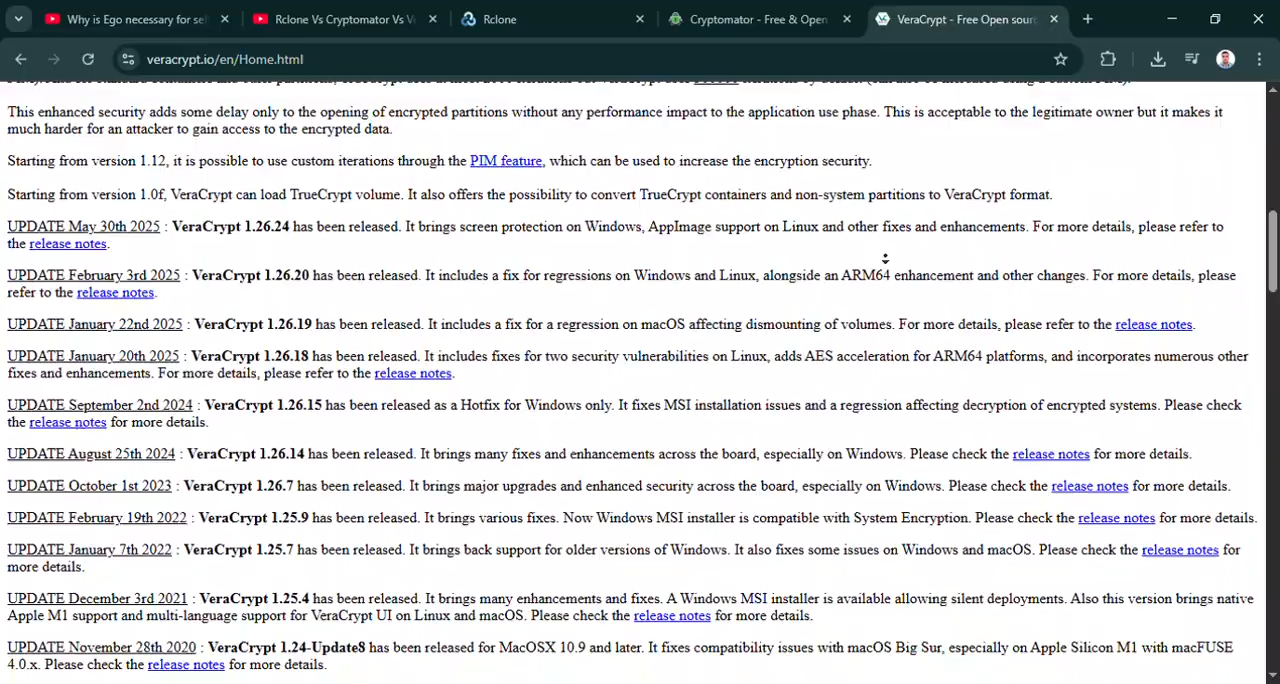 Why is Ego necessary for se
Rclone Vs Cryptomator Vs V
Rclone
Cryptomator - Free & Open
VeraCrypt - Free Open sour
veracrypt.io/en/Home.html
This enhanced security adds some delay only to the opening of encrypted partitions without any performance impact to the application use phase. This is acceptable to the legitimate owner but it makes it
much harder for an attacker to gain access to the encrypted data.
Starting from version 1.12, it is possible to use custom iterations through the PIM feature, which can be used to increase the encryption security.
Starting from version 1.0f, VeraCrypt can load TrueCrypt volume. It also offers the possibility to convert TrueCrypt containers and non-system partitions to VeraCrypt format.
UPDATE May 30th 2025 : VeraCrypt 1.26.24 has been released. It brings screen protection on Windows, AppImage support on Linux and other fixes and enhancements. For more details, please refer to
the release notes.
UPDATE February 3rd 2025 : VeraCrypt 1.26.20 has been released. It includes a fix for regressions on Windows and Linux, alongside an ARM64 enhancement and other changes. For more details, please
refer to the release notes.
UPDATE January 22nd 2025 : VeraCrypt 1.26.19 has been released. It includes a fix for a regression on macOS affecting dismounting of volumes. For more details, please refer to the release notes.
UPDATE January 20th 2025 : VeraCrypt 1.26.18 has been released. It includes fixes for two security vulnerabilities on Linux, adds AES acceleration for ARM64 platforms, and incorporates numerous other
fixes and enhancements. For more details, please refer to the release notes.
UPDATE September 2nd 2024 : VeraCrypt 1.26.15 has been released as a Hotfix for Windows only. It fixes MSI installation issues and a regression affecting decryption of encrypted systems. Please check
the release notes for more details.
UPDATE August 25th 2024 : VeraCrypt 1.26.14 has been released. It brings many fixes and enhancements across the board, especially on Windows. Please check the release notes for more details.
UPDATE October 1st 2023 : VeraCrypt 1.26.7 has been released. It brings major upgrades and enhanced security across the board, especially on Windows. Please check the release notes for more details.
UPDATE February 19th 2022 : VeraCrypt 1.25.9 has been released. It brings various fixes. Now Windows MSI installer is compatible with System Encryption. Please check the release notes for more details.
UPDATE January 7th 2022 : VeraCrypt 1.25.7 has been released. It brings back support for older versions of Windows. It also fixes some issues on Windows and macOS. Please check the release notes for
more details.
UPDATE December 3rd 2021 : VeraCrypt 1.25.4 has been released. It brings many enhancements and fixes. A Windows MSI installer is available allowing silent deployments. Also this version brings native
Apple M1 support and multi-language support for VeraCrypt UI on Linux and macOS. Please check the release notes for more details.
UPDATE November 28th 2020 : VeraCrypt 1.24-Update8 has been released for MacOSX 10.9 and later. It fixes compatibility issues with macOS Big Sur, especially on Apple Silicon M1 with macFUSE
4.0.x. Please check the release notes for more details.